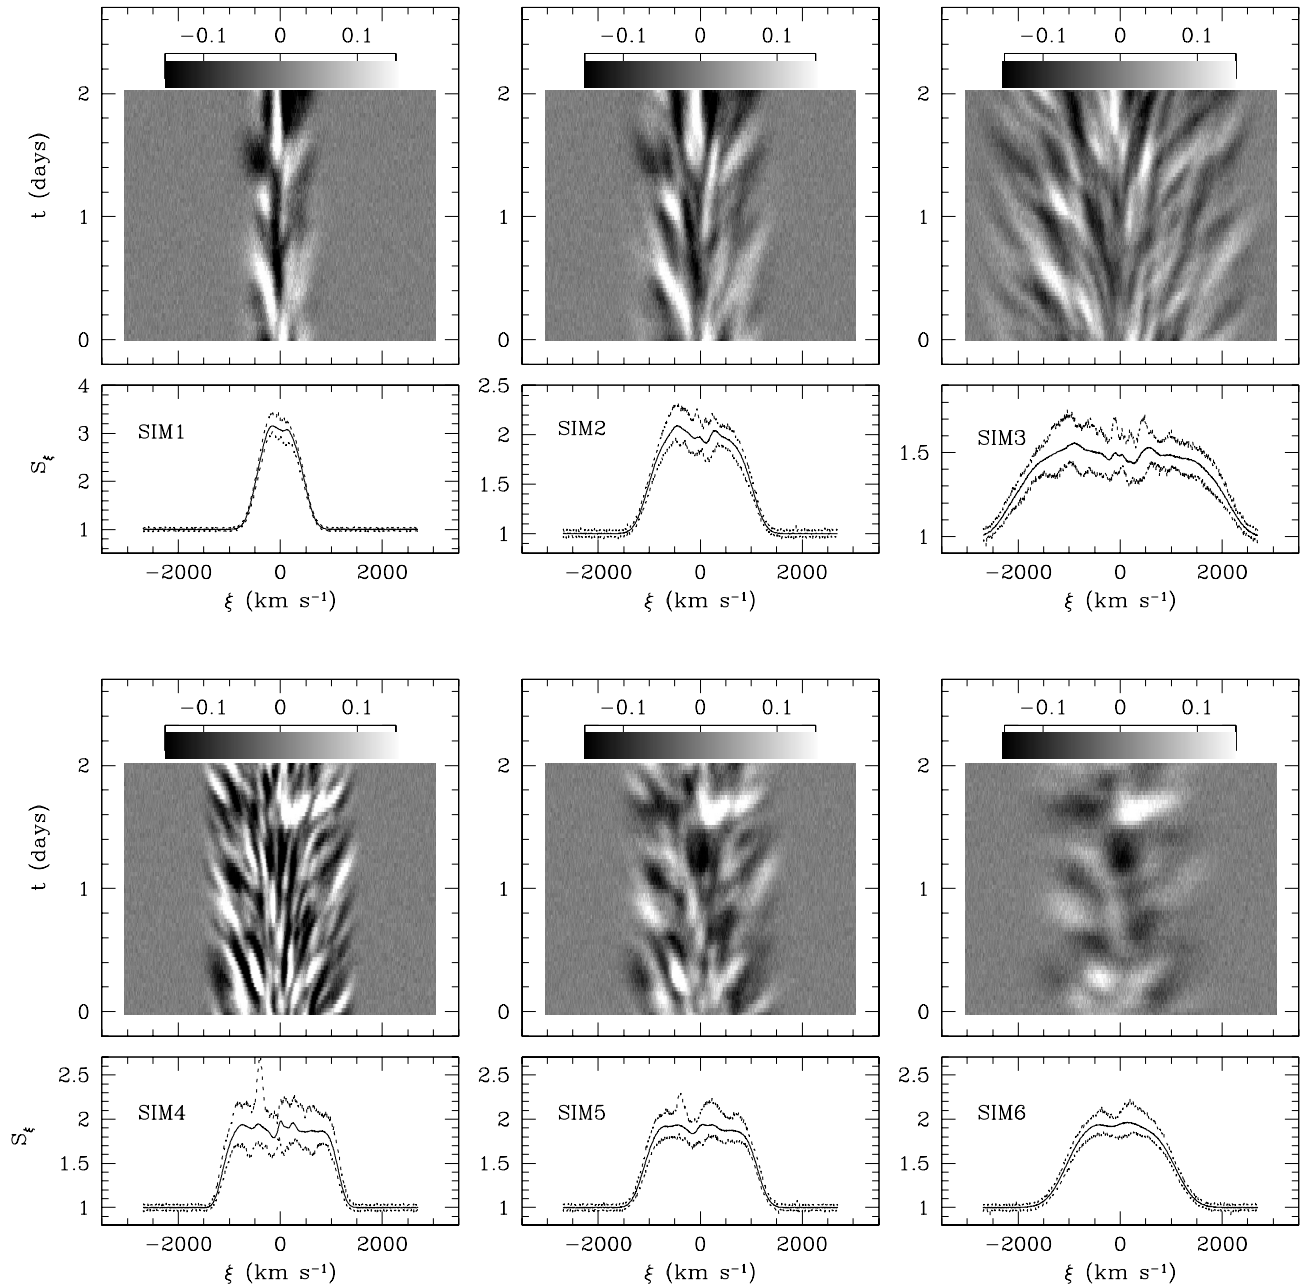 −0.1 0 0.1 −0.1 0 0.1 −0.1 0 0.1
2 2 2
t (days)
1 1 1
0 0 0
4 2.5
SIM1 SIM2 SIM3
3 2 1.5
S_ξ
2 1.5
1 1 1
−2000 0 2000 −2000 0 2000 −2000 0 2000
ξ (km s⁻¹) ξ (km s⁻¹) ξ (km s⁻¹)
−0.1 0 0.1 −0.1 0 0.1 −0.1 0 0.1
2 2 2
t (days)
1 1 1
0 0 0
2.5 2.5 2.5
SIM4 SIM5 SIM6
2 2 2
S_ξ
1.5 1.5 1.5
1 1 1
−2000 0 2000 −2000 0 2000 −2000 0 2000
ξ (km s⁻¹) ξ (km s⁻¹) ξ (km s⁻¹)